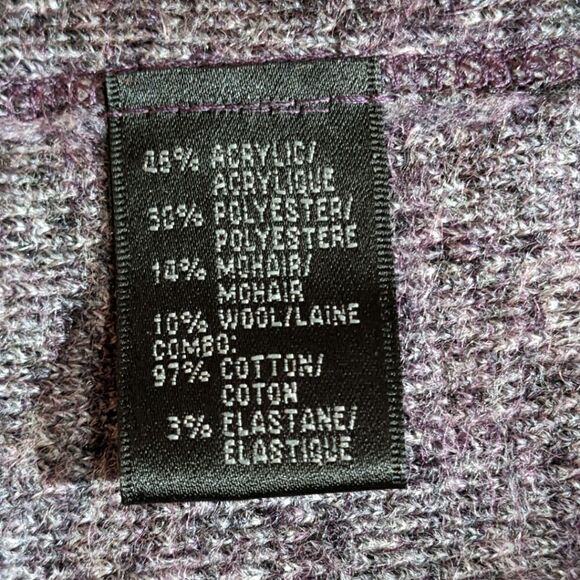 46% ACRYLIC/
ACRYLIQUE
30% POLYESTER/
POLYESTERE
14% MOHAIR/
MOHAIR
10% WOOL/LAINE
COMBO:
97% COTTON/
COTON
3% ELASTANE/
ELASTIQUE